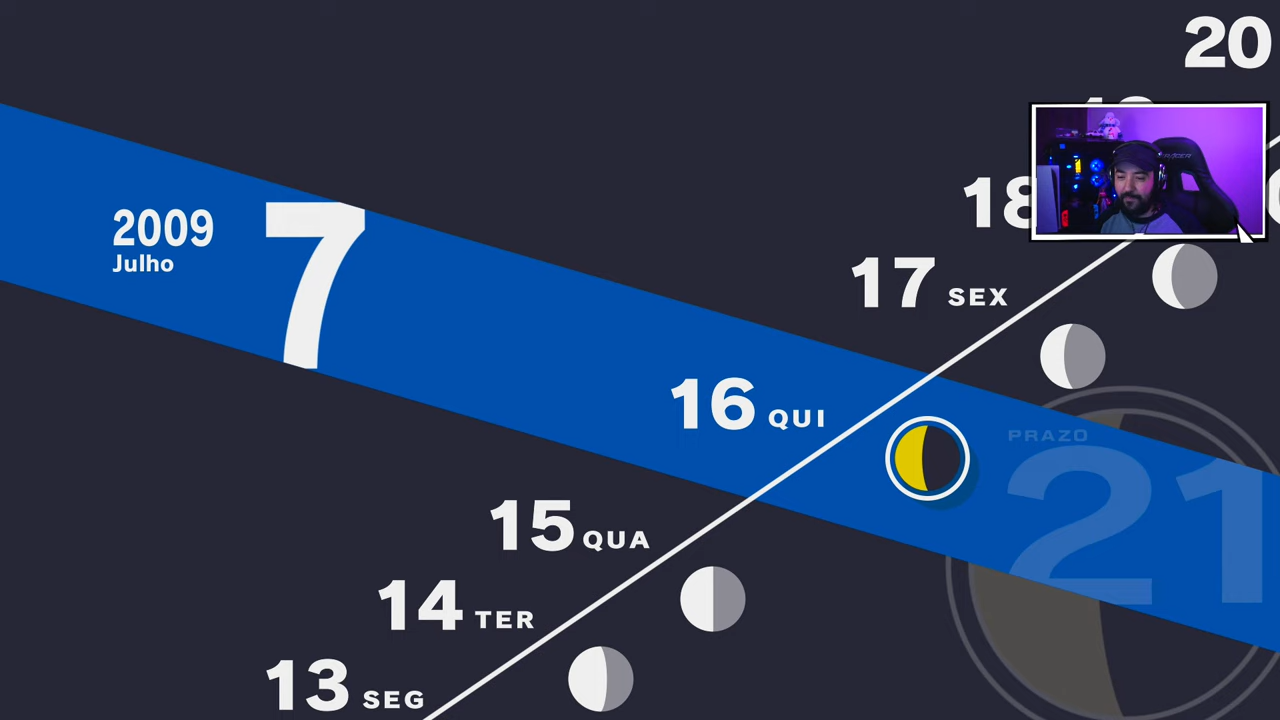 20
18
17 SEX
2009
Julho
7
16 QUI
PRAZO
21
15 QUA
14 TER
13 SEG